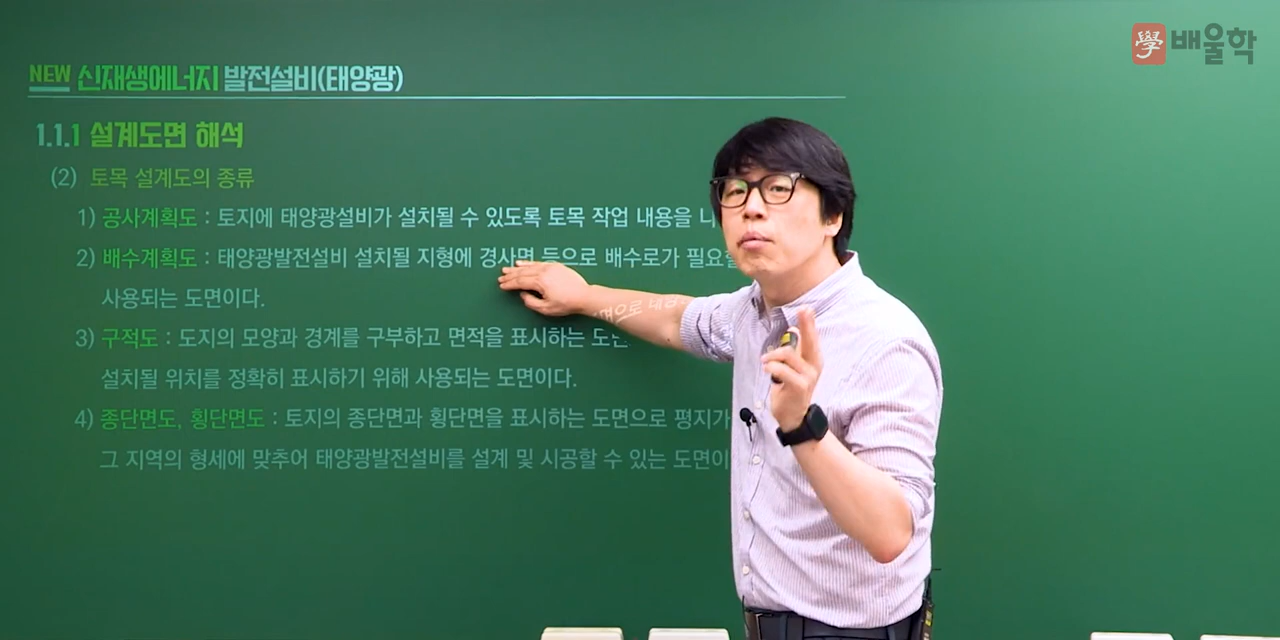 學 배울학
NEW 신재생에너지 발전설비(태양광)
1.1.1 설계도면 해석
(2) 토목 설계도의 종류
1) 공사계획도 : 토지에 태양광설비가 설치될 수 있도록 토목 작업 내용을
2) 배수계획도 : 태양광발전설비 설치될 지형에 경사면 등으로 배수로가
사용되는 도면이다.
3) 구적도 : 도지의 모양과 경계를 구부하고 면적을 표시하는
설치될 위치를 정확히 표시하기 위해 사용되는 도면이다.
4) 종단면도, 횡단면도 : 토지의 종단면과 횡단면을 표시하는 도면으로
그 지역의 형세에 맞추어 태양광발전설비를 설계 및 시공할 수 있는